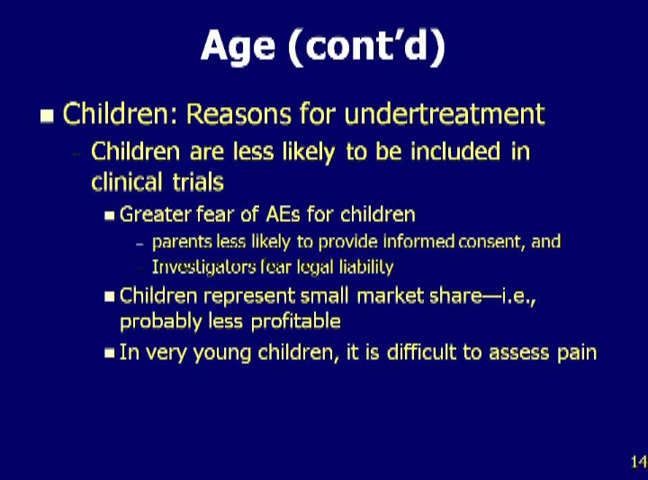 Age (cont'd)
Children: Reasons for undertreatment
– Children are less likely to be included in
clinical trials
Greater fear of AEs for children
– parents less likely to provide informed consent, and
– Investigators fear legal liability
Children represent small market share—i.e.,
probably less profitable
In very young children, it is difficult to assess pain
14